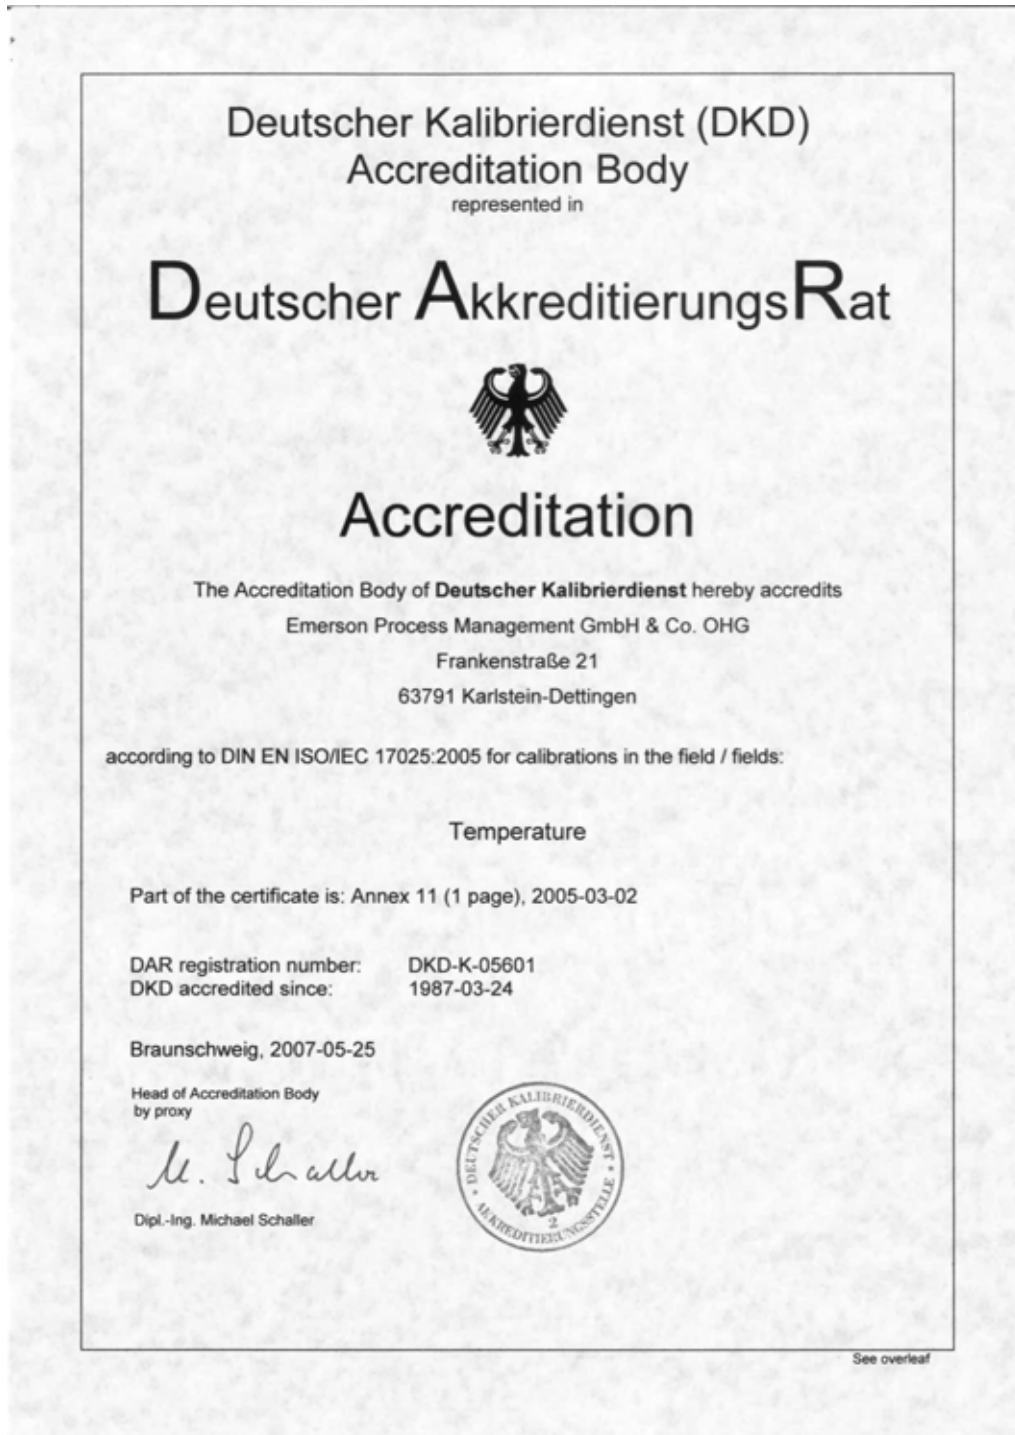 Deutscher Kalibrierdienst (DKD)
Accreditation Body
represented in
Deutscher AkkreditierungsRat
Accreditation
The Accreditation Body of Deutscher Kalibrierdienst hereby accredits
Emerson Process Management GmbH & Co. OHG
Frankenstraße 21
63791 Karlstein-Dettingen
according to DIN EN ISO/IEC 17025:2005 for calibrations in the field / fields:
Temperature
Part of the certificate is: Annex 11 (1 page), 2005-03-02
DAR registration number: DKD-K-05601
DKD accredited since: 1987-03-24
Braunschweig, 2007-05-25
Head of Accreditation Body
by proxy
M. Schaller
Dipl.-Ing. Michael Schaller
DEUTSCHER KALIBRIERDIENST
AKKREDITIERUNGSSTELLE
2
See overleaf